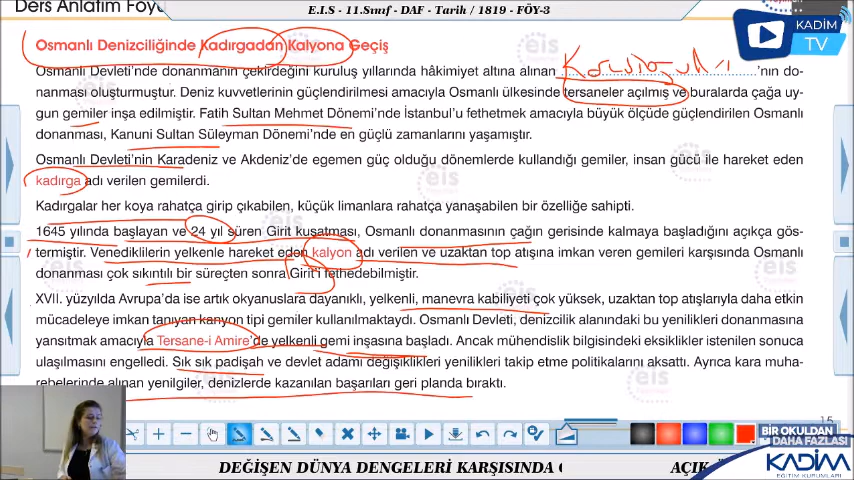 Ders Anlatım Föyü
E.I.S - 11.Sınıf - DAF - Tarih / 1819 - FÖY-3
KADİM
TV
Osmanlı Denizciliğinde Kadırgadan Kalyona Geçiş
Osmanlı Devleti'nde donanmanın çekirdeğini kuruluş yıllarında hâkimiyet altına alınan ........'nın do-
nanması oluşturmuştur. Deniz kuvvetlerinin güçlendirilmesi amacıyla Osmanlı ülkesinde tersaneler açılmış ve buralarda çağa uy-
gun gemiler inşa edilmiştir. Fatih Sultan Mehmet Dönemi'nde İstanbul'u fethetmek amacıyla büyük ölçüde güçlendirilen Osmanlı
donanması, Kanuni Sultan Süleyman Dönemi'nde en güçlü zamanlarını yaşamıştır.
Osmanlı Devleti'nin Karadeniz ve Akdeniz'de egemen güç olduğu dönemlerde kullandığı gemiler, insan gücü ile hareket eden
kadırga adı verilen gemilerdi.
Kadırgalar her koya rahatça girip çıkabilen, küçük limanlara rahatça yanaşabilen bir özelliğe sahipti.
1645 yılında başlayan ve 24 yıl süren Girit kuşatması, Osmanlı donanmasının çağın gerisinde kalmaya başladığını açıkça gös-
termiştir. Venediklilerin yelkenle hareket eden kalyon adı verilen ve uzaktan top atışına imkan veren gemileri karşısında Osmanlı
donanması çok sıkıntılı bir süreçten sonra Girit'i fethedebilmiştir.
XVII. yüzyılda Avrupa'da ise artık okyanuslara dayanıklı, yelkenli, manevra kabiliyeti çok yüksek, uzaktan top atışlarıyla daha etkin
mücadeleye imkan tanıyan kanyon tipi gemiler kullanılmaktaydı. Osmanlı Devleti, denizcilik alanındaki bu yenilikleri donanmasına
yansıtmak amacıyla Tersane-i Amire'de yelkenli gemi inşasına başladı. Ancak mühendislik bilgisindeki eksiklikler istenilen sonuca
ulaşılmasını engelledi. Sık sık padişah ve devlet adamı değişiklikleri yenilikleri takip etme politikalarını aksattı. Ayrıca kara muha-
rebelerinde alınan yenilgiler, denizlerde kazanılan başarıları geri planda bıraktı.
15
BİR OKULDAN
DAHA FAZLASI
KADİM
EĞİTİM KURUMLARI
DEĞİŞEN DÜNYA DENGELERİ KARŞISINDA
AÇIK